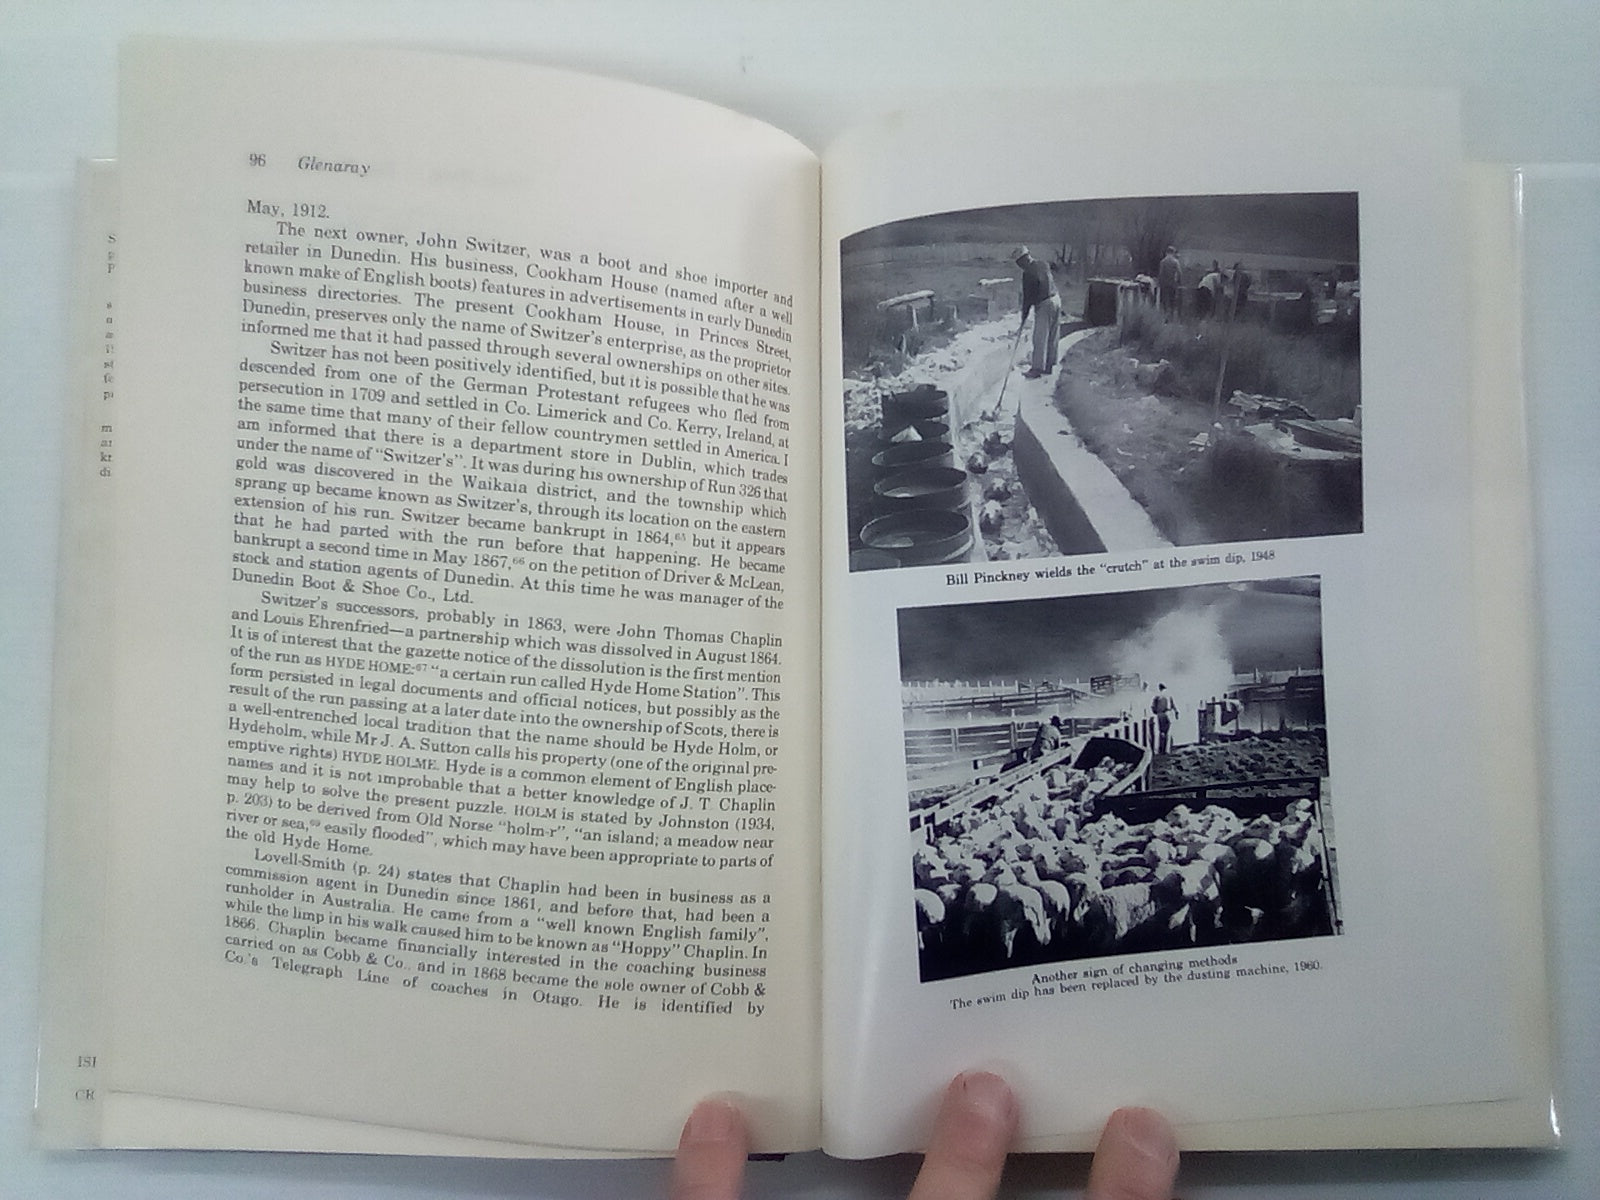 96 Glenaray
May, 1912.
The next owner, John Switzer, was a boot and shoe importer and
retailer in Dunedin. His business, Cookham House (named after a well
known make of English boots) features in advertisements in early Dunedin
business directories. The present Cookham House, in Princes Street,
Dunedin, preserves only the name of Switzer's enterprise, as the proprietor
informed me that it had passed through several ownerships on other sites.
Switzer has not been positively identified, but it is possible that he was
descended from one of the German Protestant refugees who fled from
persecution in 1709 and settled in Co. Limerick and Co. Kerry, Ireland, at
the same time that many of their fellow countrymen settled in America. I
am informed that there is a department store in Dublin, which trades
under the name of "Switzer's". It was during his ownership of Run 326 that
gold was discovered in the Waikaia district, and the township which
sprang up became known as Switzer's, through its location on the eastern
extension of his run. Switzer became bankrupt in 1864,⁶⁵ but it appears
that he had parted with the run before that happening. He became
bankrupt a second time in May 1867,⁶⁶ on the petition of Driver & McLean,
stock and station agents of Dunedin. At this time he was manager of the
Dunedin Boot & Shoe Co., Ltd.
Switzer's successors, probably in 1863, were John Thomas Chaplin
and Louis Ehrenfried—a partnership which was dissolved in August 1864.
It is of interest that the gazette notice of the dissolution is the first mention
of the run as HYDE HOME:⁶⁷ "a certain run called Hyde Home Station". This
form persisted in legal documents and official notices, but possibly as the
result of the run passing at a later date into the ownership of Scots, there is
a well-entrenched local tradition that the name should be Hyde Holm, or
Hydeholm, while Mr J. A. Sutton calls his property (one of the original pre-
emptive rights) HYDE HOLME. Hyde is a common element of English place-
names and it is not improbable that a better knowledge of J. T. Chaplin
may help to solve the present puzzle. HOLM is stated by Johnston (1934,
p. 203) to be derived from Old Norse "holm-r", "an island; a meadow near
river or sea, easily flooded", which may have been appropriate to parts of
the old Hyde Home.
Lovell-Smith (p. 24) states that Chaplin had been in business as a
commission agent in Dunedin since 1861, and before that, had been a
runholder in Australia. He came from a "well known English family",
while the limp in his walk caused him to be known as "Hoppy" Chaplin. In
1866. Chaplin became financially interested in the coaching business
carried on as Cobb & Co., and in 1868 became the sole owner of Cobb &
Co.'s Telegraph Line of coaches in Otago. He is identified by
Bill Pinckney wields the "crutch" at the swim dip, 1948
Another sign of changing methods
The swim dip has been replaced by the dusting machine, 1960.